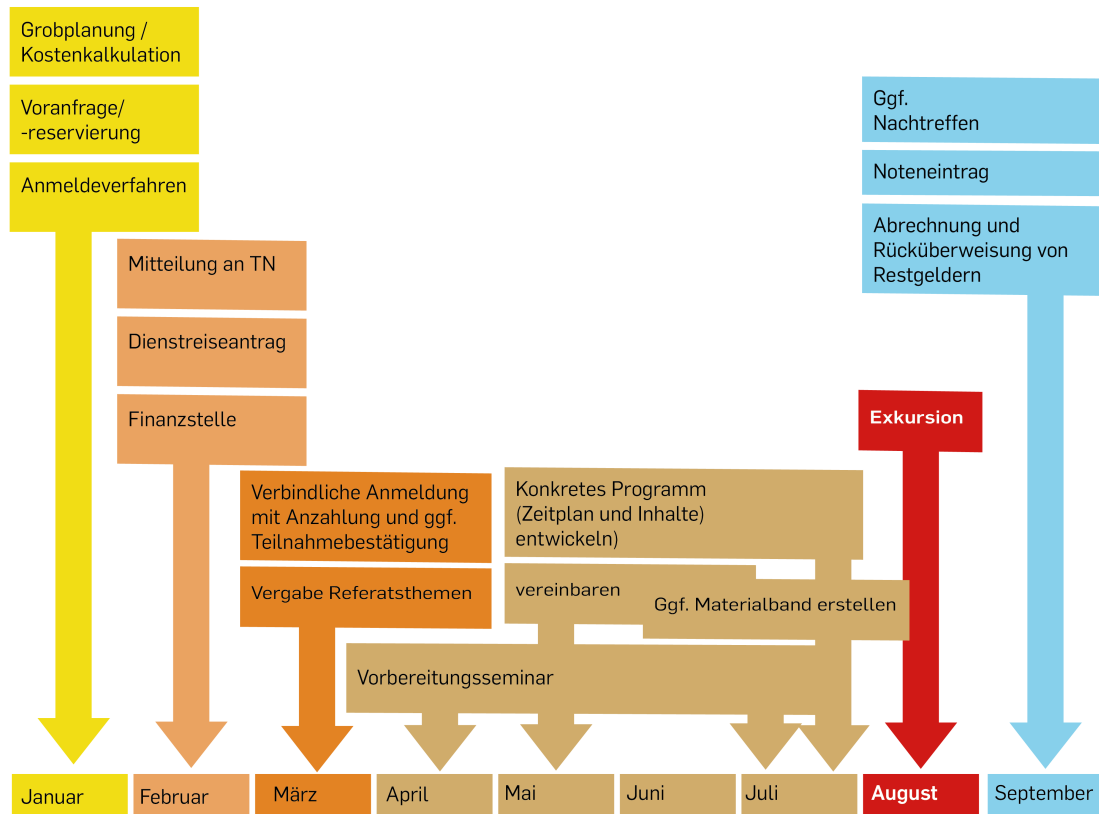 Grobplanung /
Kostenkalkulation
Voranfrage/
-reservierung
Anmeldeverfahren
Mitteilung an TN
Dienstreiseantrag
Finanzstelle
Verbindliche Anmeldung
mit Anzahlung und ggf.
Teilnahmebestätigung
Vergabe Referatsthemen
Konkretes Programm
(Zeitplan und Inhalte)
entwickeln)
vereinbaren
Ggf. Materialband erstellen
Vorbereitungsseminar
Exkursion
Ggf.
Nachtreffen
Noteneintrag
Abrechnung und
Rücküberweisung von
Restgeldern
Januar
Februar
März
April
Mai
Juni
Juli
August
September